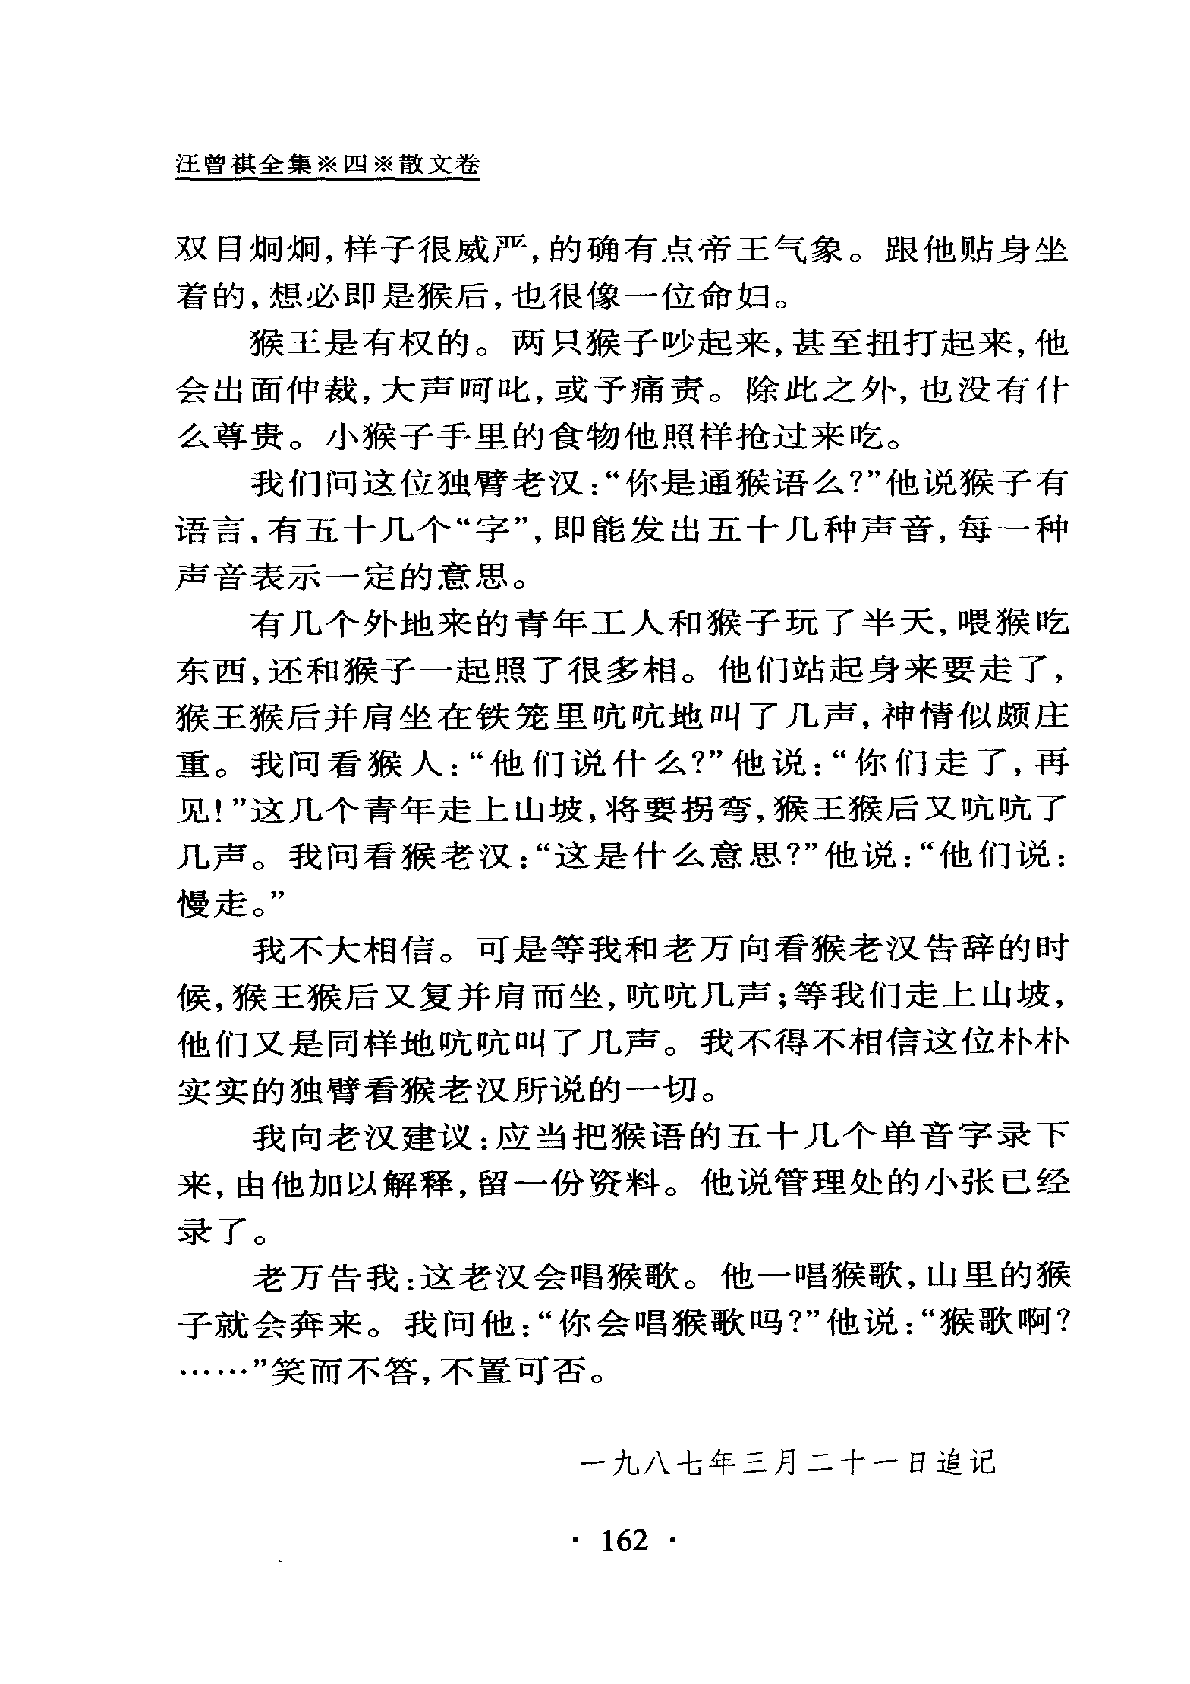 汪曾祺全集※四※散文卷
双目炯炯,样子很威严,的确有点帝王气象。跟他贴身坐
着的,想必即是猴后,也很像一位命妇。
猴王是有权的。两只猴子吵起来,甚至扭打起来,他
会出面仲裁,大声呵叱,或予痛责。除此之外,也没有什
么尊贵。小猴子手里的食物他照样抢过来吃。
我们问这位独臂老汉:“你是通猴语么?”他说猴子有
语言,有五十几个“字”,即能发出五十几种声音,每一种
声音表示一定的意思。
有几个外地来的青年工人和猴子玩了半天,喂猴吃
东西,还和猴子一起照了很多相。他们站起身来要走了,
猴王猴后并肩坐在铁笼里吭吭地叫了几声,神情似颇庄
重。我问看猴人:“他们说什么?”他说:“你们走了,再
见!”这几个青年走上山坡,将要拐弯,猴王猴后又吭吭了
几声。我问看猴老汉:“这是什么意思?”他说:“他们说:
慢走。”
我不大相信。可是等我和老万向看猴老汉告辞的时
候,猴王猴后又复并肩而坐,吭吭几声;等我们走上山坡,
他们又是同样地吭吭叫了几声。我不得不相信这位朴朴
实实的独臂看猴老汉所说的一切。
我向老汉建议:应当把猴语的五十几个单音字录下
来,由他加以解释,留一份资料。他说管理处的小张已经
录了。
老万告我:这老汉会唱猴歌。他一唱猴歌,山里的猴
子就会奔来。我问他:“你会唱猴歌吗?”他说:“猴歌啊?
……”笑而不答,不置可否。
一九八七年三月二十一日追记
· 162 ·